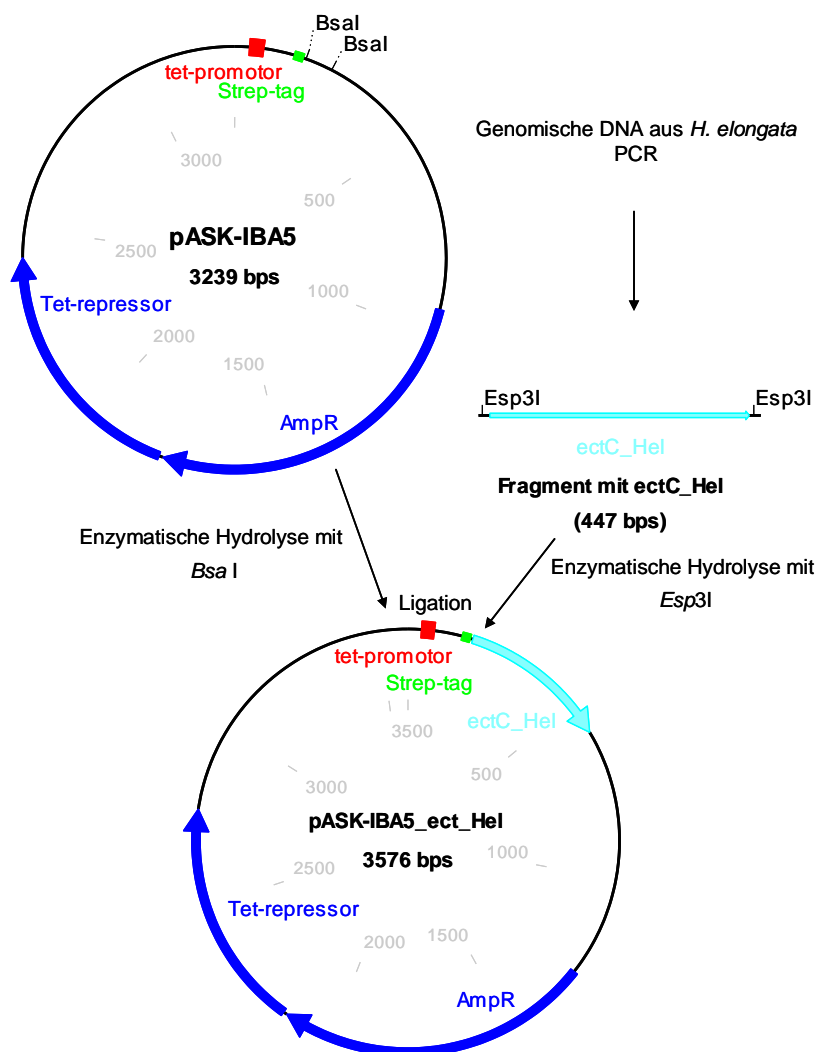 BsaI
BsaI
tet-promotor
Strep-tag
3000
500
pASK-IBA5
3239 bps
2500
1000
Tet-repressor
2000
1500
AmpR
Genomische DNA aus H. elongata
PCR
Esp3I
Esp3I
ectC_Hel
Fragment mit ectC_Hel
(447 bps)
Enzymatische Hydrolyse mit
Bsa I
Enzymatische Hydrolyse mit
Esp3I
Ligation
tet-promotor
Strep-tag
ectC_Hel
3500
500
3000
pASK-IBA5_ect_Hel
3576 bps
1000
2500
Tet-repressor
2000
1500
AmpR